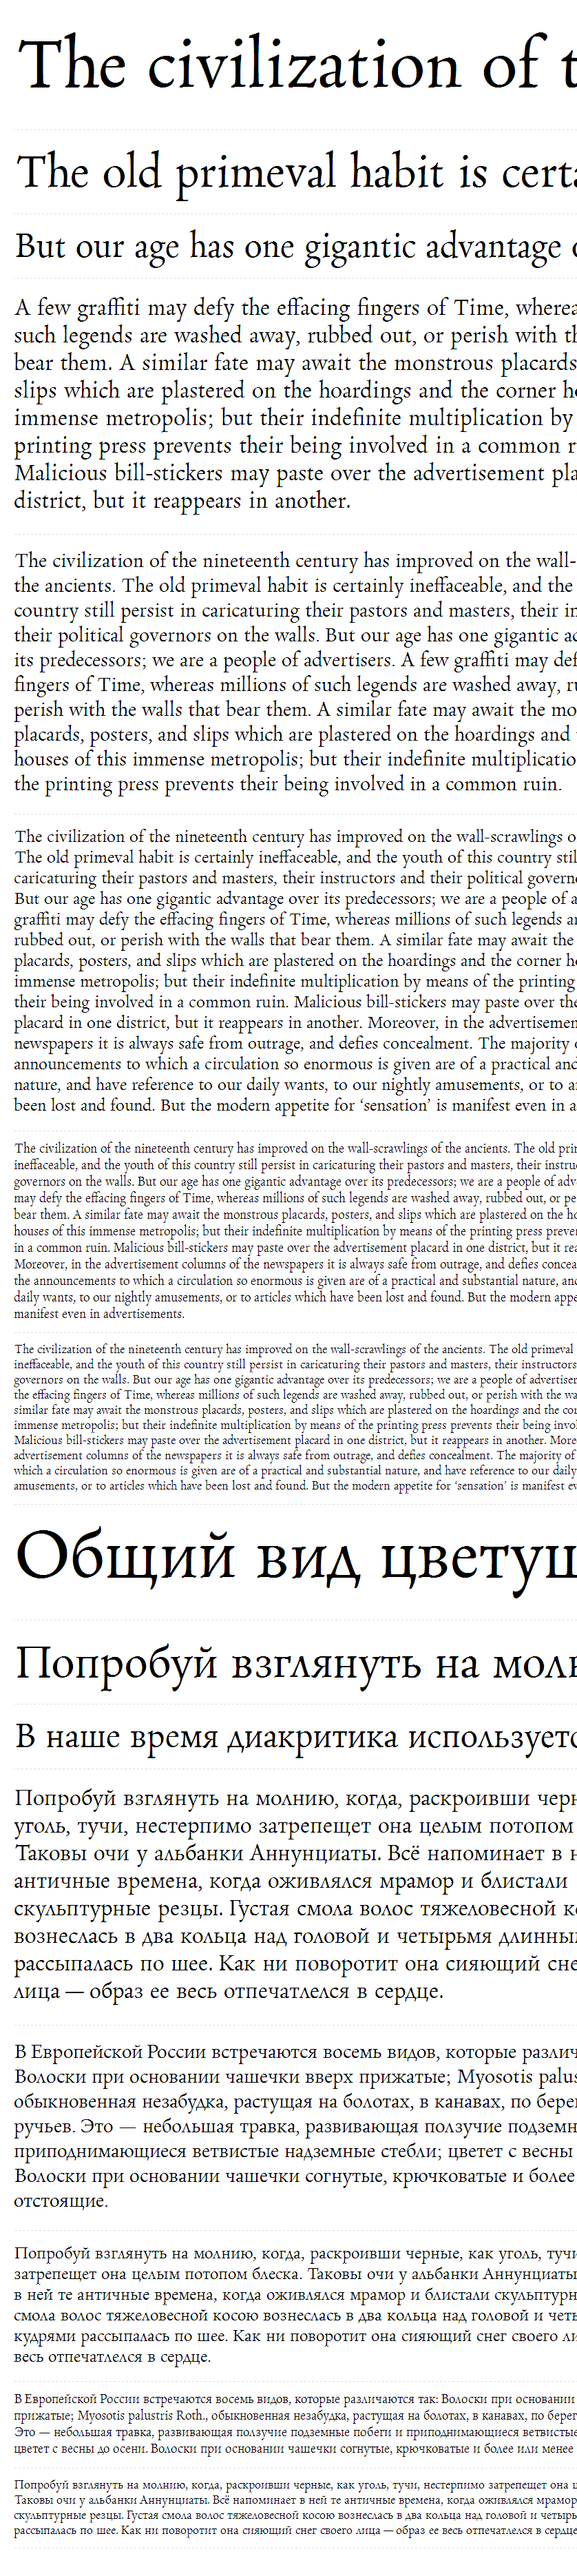 The civilization of t
The old primeval habit is certa
But our age has one gigantic advantage o
A few graffiti may defy the effacing fingers of Time, wherea
such legends are washed away, rubbed out, or perish with th
bear them. A similar fate may await the monstrous placards
slips which are plastered on the hoardings and the corner ho
immense metropolis; but their indefinite multiplication by
printing press prevents their being involved in a common r
Malicious bill-stickers may paste over the advertisement pla
district, but it reappears in another.
The civilization of the nineteenth century has improved on the wall-
the ancients. The old primeval habit is certainly ineffaceable, and the
country still persist in caricaturing their pastors and masters, their in
their political governors on the walls. But our age has one gigantic ad
its predecessors; we are a people of advertisers. A few graffiti may def
fingers of Time, whereas millions of such legends are washed away, ru
perish with the walls that bear them. A similar fate may await the mo
placards, posters, and slips which are plastered on the hoardings and
houses of this immense metropolis; but their indefinite multiplicatio
the printing press prevents their being involved in a common ruin.
The civilization of the nineteenth century has improved on the wall-scrawlings o
The old primeval habit is certainly ineffaceable, and the youth of this country stil
caricaturing their pastors and masters, their instructors and their political governo
But our age has one gigantic advantage over its predecessors; we are a people of a
graffiti may defy the effacing fingers of Time, whereas millions of such legends ar
rubbed out, or perish with the walls that bear them. A similar fate may await the
placards, posters, and slips which are plastered on the hoardings and the corner ho
immense metropolis; but their indefinite multiplication by means of the printing
their being involved in a common ruin. Malicious bill-stickers may paste over the
placard in one district, but it reappears in another. Moreover, in the advertisemen
newspapers it is always safe from outrage, and defies concealment. The majority o
announcements to which a circulation so enormous is given are of a practical and
nature, and have reference to our daily wants, to our nightly amusements, or to ar
been lost and found. But the modern appetite for ‘sensation’ is manifest even in a
The civilization of the nineteenth century has improved on the wall-scrawlings of the ancients. The old prim
ineffaceable, and the youth of this country still persist in caricaturing their pastors and masters, their instruc
governors on the walls. But our age has one gigantic advantage over its predecessors; we are a people of adv
may defy the effacing fingers of Time, whereas millions of such legends are washed away, rubbed out, or pe
bear them. A similar fate may await the monstrous placards, posters, and slips which are plastered on the ho
houses of this immense metropolis; but their indefinite multiplication by means of the printing press preven
in a common ruin. Malicious bill-stickers may paste over the advertisement placard in one district, but it rea
Moreover, in the advertisement columns of the newspapers it is always safe from outrage, and defies concea
the announcements to which a circulation so enormous is given are of a practical and substantial nature, and
daily wants, to our nightly amusements, or to articles which have been lost and found. But the modern appe
manifest even in advertisements.
The civilization of the nineteenth century has improved on the wall-scrawlings of the ancients. The old primeval
ineffaceable, and the youth of this country still persist in caricaturing their pastors and masters, their instructors
governors on the walls. But our age has one gigantic advantage over its predecessors; we are a people of advertiser
the effacing fingers of Time, whereas millions of such legends are washed away, rubbed out, or perish with the wa
similar fate may await the monstrous placards, posters, and slips which are plastered on the hoardings and the cor
immense metropolis; but their indefinite multiplication by means of the printing press prevents their being invol
Malicious bill-stickers may paste over the advertisement placard in one district, but it reappears in another. More
advertisement columns of the newspapers it is always safe from outrage, and defies concealment. The majority of
which a circulation so enormous is given are of a practical and substantial nature, and have reference to our daily
amusements, or to articles which have been lost and found. But the modern appetite for ‘sensation’ is manifest ev
Общий вид цветущ
Попробуй взглянуть на молн
В наше время диакритика используетс
Попробуй взглянуть на молнию, когда, раскроивши черн
уголь, тучи, нестерпимо затрепещет она целым потопом
Таковы очи у альбанки Аннунциаты. Всё напоминает в н
античные времена, когда оживлялся мрамор и блистали
скульптурные резцы. Густая смола волос тяжеловесной ко
вознеслась в два кольца над головой и четырьмя длинны
рассыпалась по шее. Как ни поворотит она сияющий сне
лица — образ ее весь отпечатлелся в сердце.
В Европейской России встречаются восемь видов, которые различ
Волоски при основании чашечки вверх прижатые; Myosotis palus
обыкновенная незабудка, растущая на болотах, в канавах, по бере
ручьев. Это — небольшая травка, развивающая ползучие подземн
приподнимающиеся ветвистые надземные стебли; цветет с весны
Волоски при основании чашечки согнутые, крючковатые и более
отстоящие.
Попробуй взглянуть на молнию, когда, раскроивши черные, как уголь, тучи
затрепещет она целым потопом блеска. Таковы очи у альбанки Аннунциаты
в ней те античные времена, когда оживлялся мрамор и блистали скульптурн
смола волос тяжеловесной косою вознеслась в два кольца над головой и четы
кудрями рассыпалась по шее. Как ни поворотит она сияющий снег своего ли
весь отпечатлелся в сердце.
В Европейской России встречаются восемь видов, которые различаются так: Волоски при основании
прижатые; Myosotis palustris Roth., обыкновенная незабудка, растущая на болотах, в канавах, по берег
Это — небольшая травка, развивающая ползучие подземные побеги и приподнимающиеся ветвистые
цветет с весны до осени. Волоски при основании чашечки согнутые, крючковатые и более или менее
Попробуй взглянуть на молнию, когда, раскроивши черные, как уголь, тучи, нестерпимо затрепещет она ц
Таковы очи у альбанки Аннунциаты. Всё напоминает в ней те античные времена, когда оживлялся мрамор
скульптурные резцы. Густая смола волос тяжеловесной косою вознеслась в два кольца над головой и четырь
рассыпалась по шее. Как ни поворотит она сияющий снег своего лица — образ ее весь отпечатлелся в сердце